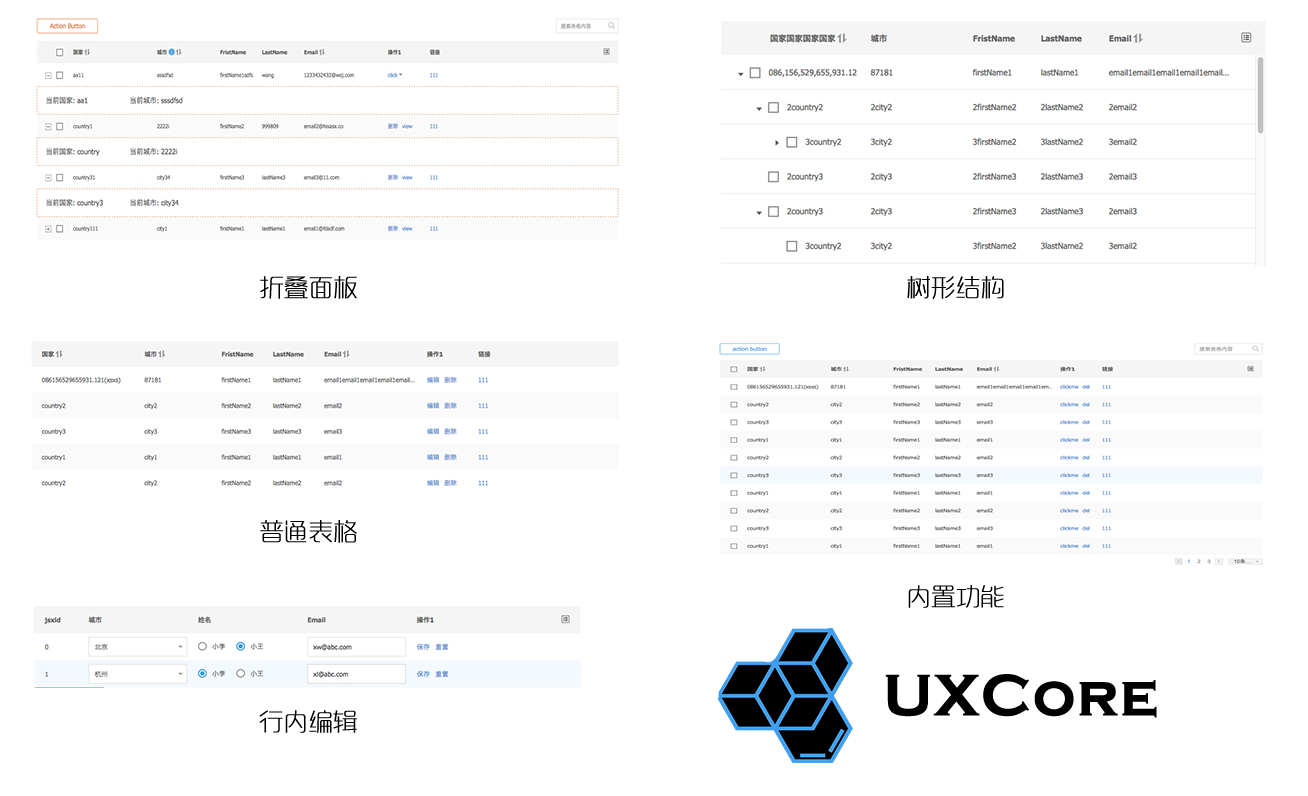 Action Button 搜索表格内容
国家 城市 FristName LastName Email 操作1 链接
aa11 sssdfsd firstName1sdfs wang 1233432432@wejj.com click 111
当前国家: aa1 当前城市: sssdfsd
country1 2222i firstName2 999809 email2@hsasx.co 删除 view 111
当前国家: country 当前城市: 2222i
country31 city34 firstName3 lastName3 email3@11.com 删除 view 111
当前国家: country3 当前城市: city34
country111 city1 firstName1 lastName1 email1@fdsdf.com 删除 view 111
折叠面板
国家国家国家国家 城市 FristName LastName Email
086,156,529,655,931.12 87181 firstName1 lastName1 email1email1email1email1email...
2country2 2city2 2firstName2 2lastName2 2email2
3country2 3city2 3firstName2 3lastName2 3email2
2country3 2city3 2firstName3 2lastName3 2email3
2country3 2city3 2firstName3 2lastName3 2email3
3country2 3city2 3firstName2 3lastName2 3email2
树形结构
国家 城市 FristName LastName Email 操作1 链接
086156529655931.121(xsxs) 87181 firstName1 lastName1 email1email1email1email1email... 编辑 删除 111
country2 city2 firstName2 lastName2 email2 编辑 删除 111
country3 city3 firstName3 lastName3 email3 编辑 删除 111
country1 city1 firstName1 lastName1 email1 编辑 删除 111
country2 city2 firstName2 lastName2 email2 编辑 删除 111
普通表格
action button 搜索表格内容
国家 城市 FristName LastName Email 操作1 链接
086156529655931.121(xsxs) 87181 firstName1 lastName1 email1email1email1email1em... clickme del 111
country2 city2 firstName2 lastName2 email2 clickme del 111
country3 city3 firstName3 lastName3 email3 clickme del 111
country1 city1 firstName1 lastName1 email1 clickme del 111
country2 city2 firstName2 lastName2 email2 clickme del 111
country3 city3 firstName3 lastName3 email3 clickme del 111
country1 city1 firstName1 lastName1 email1 clickme del 111
country2 city2 firstName2 lastName2 email2 clickme del 111
country3 city3 firstName3 lastName3 email3 clickme del 111
country1 city1 firstName1 lastName1 email1 clickme del 111
1 2 3 10条...
内置功能
jsxid 城市 姓名 Email 操作1
0 北京 小李 小王 xw@abc.com 保存 重置
1 杭州 小李 小王 xl@abc.com 保存 重置
行内编辑
UXCORE